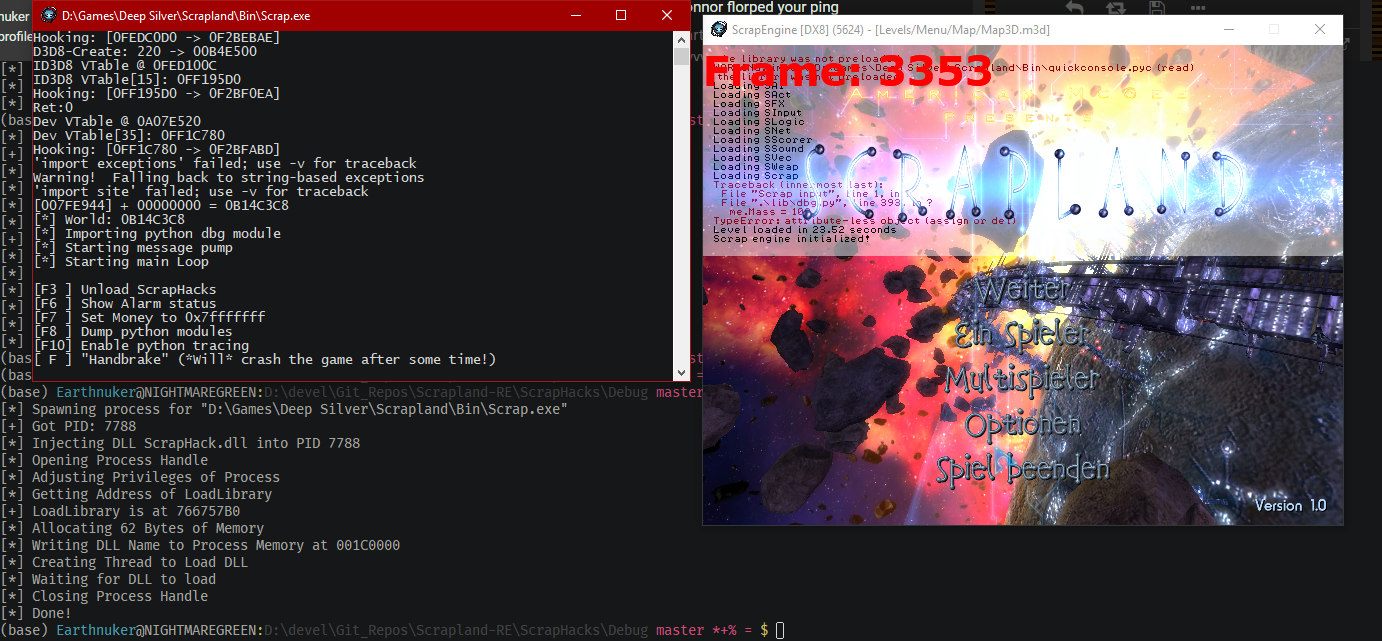 D:\Games\Deep Silver\Scrapland\Bin\Scrap.exe
Hooking: [0FEDC0D0 -> 0F2BEBAE]
D3D8-Create: 220 -> 00B4E500
ID3D8 VTable @ 0FED100C
ID3D8 VTable[15]: 0FF195D0
Hooking: [0FF195D0 -> 0F2BF0EA]
Ret:0
Dev VTable @ 0A07E520
Dev VTable[35]: 0FF1C780
Hooking: [0FF1C780 -> 0F2BFABD]
'import exceptions' failed; use -v for traceback
Warning!  Falling back to string-based exceptions
'import site' failed; use -v for traceback
[007FE944] + 00000000 = 0B14C3C8
[*] World: 0B14C3C8
[*] Importing python dbg module
[*] Starting message pump
[*] Starting main Loop
[F3 ] Unload ScrapHacks
[F6 ] Show Alarm status
[F7 ] Set Money to 0x7fffffff
[F8 ] Dump python modules
[F10] Enable python tracing
[ F ] "Handbrake" (*Will* crash the game after some time!)
nnor florped your ping
nuker
profile
[*]
[*]
[*]
(bas
[*]
[+]
[*]
[*]
[*]
[*]
[+]
[*]
[*]
[*]
[*]
[*]
[*]
(bas
(bas
(base) Earthnuker@NIGHTMAREGREEN:D:\devel\Git_Repos\Scrapland-RE\ScrapHacks\Debug master
[*] Spawning process for "D:\Games\Deep Silver\Scrapland\Bin\Scrap.exe"
[+] Got PID: 7788
[*] Injecting DLL ScrapHack.dll into PID 7788
[*] Opening Process Handle
[*] Adjusting Privileges of Process
[*] Getting Address of LoadLibrary
[+] LoadLibrary is at 766757B0
[*] Allocating 62 Bytes of Memory
[*] Writing DLL Name to Process Memory at 001C0000
[*] Creating Thread to Load DLL
[*] Waiting for DLL to load
[*] Closing Process Handle
[*] Done!
(base) Earthnuker@NIGHTMAREGREEN:D:\devel\Git_Repos\Scrapland-RE\ScrapHacks\Debug master *+% = $
ScrapEngine [DX8] (5624) - [Levels/Menu/Map/Map3D.m3d]
Frame: 3353
the library was not preloaded
Loading SAI
Loading SAct
Loading SFX
Loading SInput
Loading SLogic
Loading SNet
Loading SScorer
Loading SSound
Loading SVec
Loading SWeap
Loading Scrap
Traceback (innermost last):
File "Scrap input", line 1, in ?
File ".\lib\dbg.py", line 393, in ?
me.Mass = 10
TypeError: attribute-less object (assign or del)
Level loaded in 23.52 seconds
Scrap engine initialized!
AMERICAN MCGEE
PRESENTS
SCRAPLAND
Weiter
Ein Spieler
Multispieler
Optionen
Spiel beenden
Version 1.0